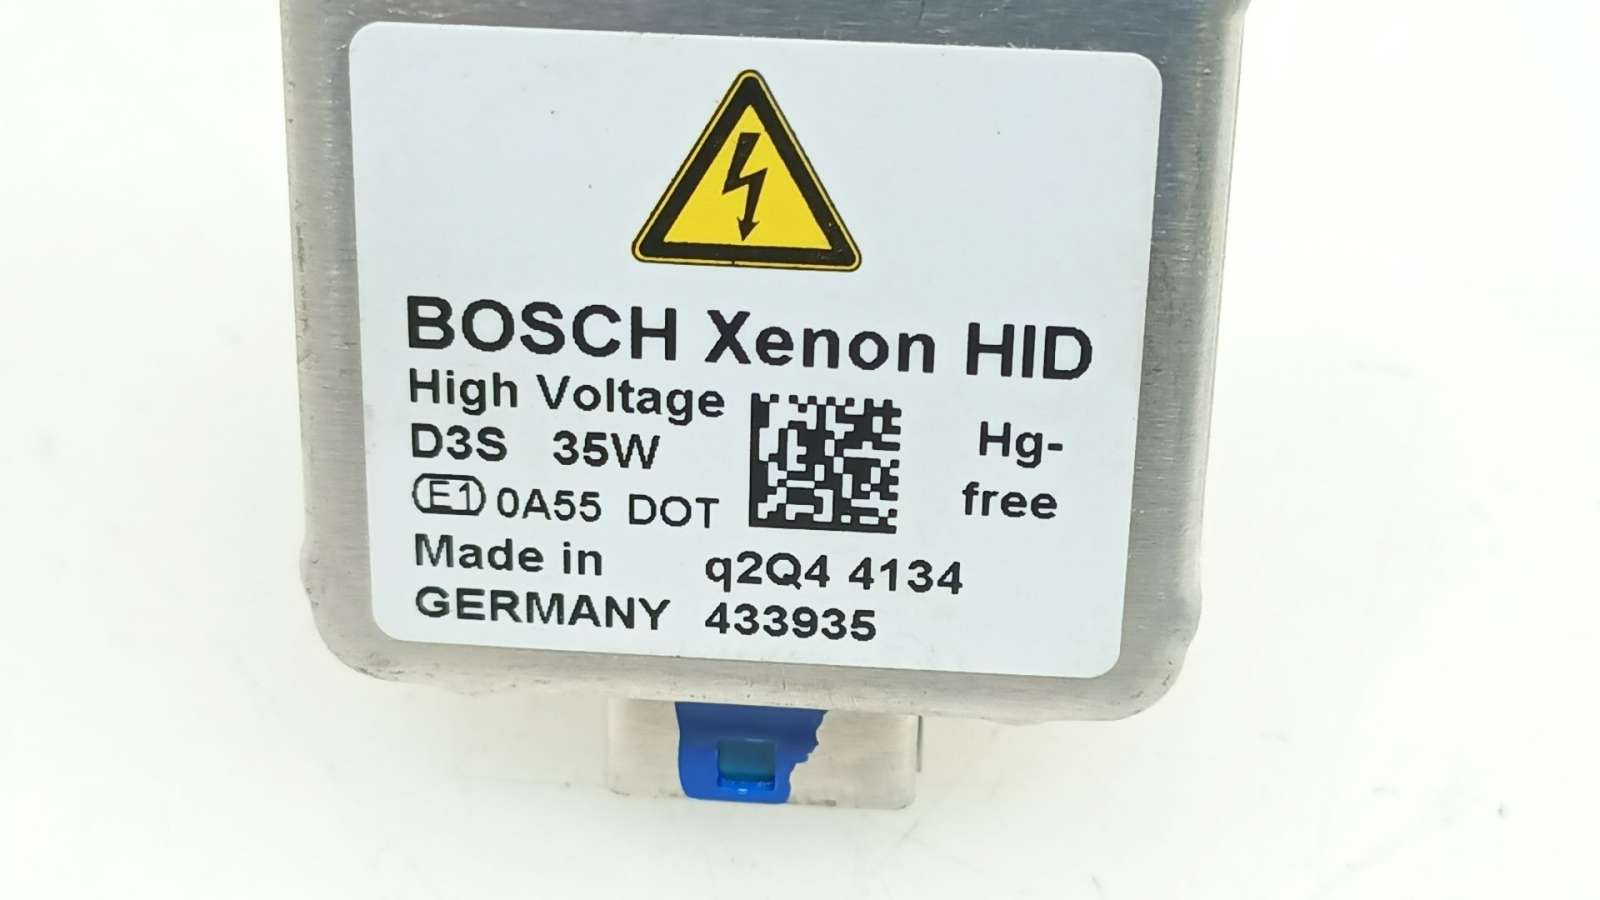 BOSCH Xenon HID
High Voltage
D3S 35W
Hg-
free
E1 0A55 DOT
Made in q2Q4 4134
GERMANY 433935